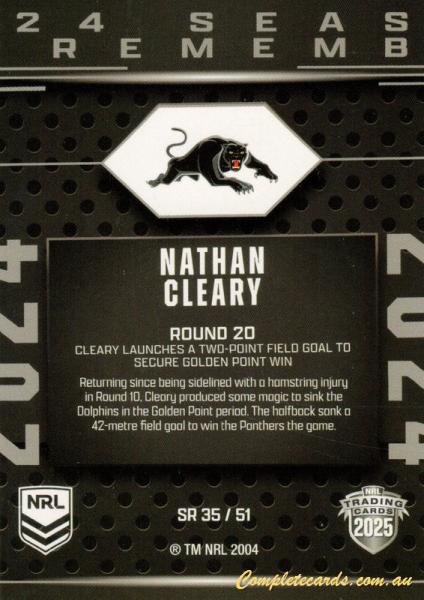 24 SEAS
REMEMB
NATHAN
CLEARY
ROUND 20
CLEARY LAUNCHES A TWO-POINT FIELD GOAL TO
SECURE GOLDEN POINT WIN
Returning since being sidelined with a hamstring injury
in Round 10, Cleary produced some magic to sink the
Dolphins in the Golden Point period. The halfback sank a
42-metre field goal to win the Panthers the game.
2024
2024
NRL
SR 35 / 51
NRL
TRADING
CARDS
2025
® TM NRL 2004
Completecards.com.au